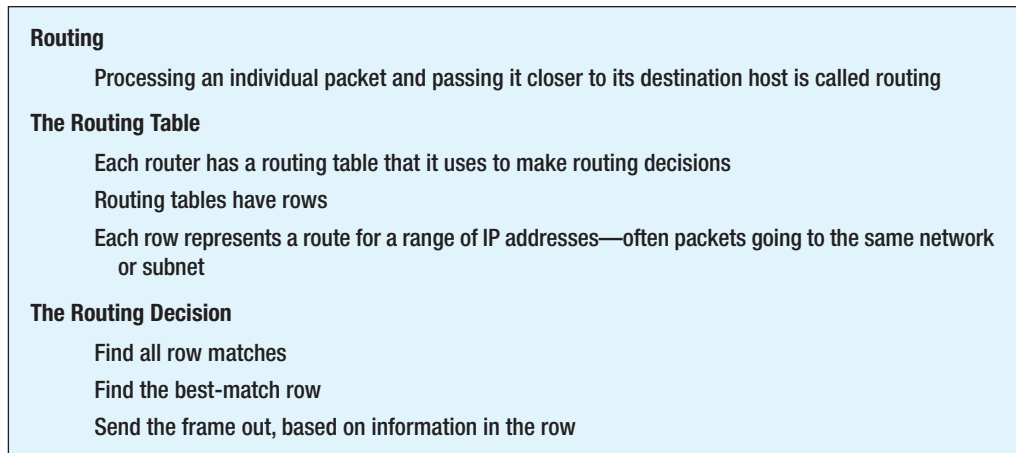 Routing
Processing an individual packet and passing it closer to its destination host is called routing
The Routing Table
Each router has a routing table that it uses to make routing decisions
Routing tables have rows
Each row represents a route for a range of IP addresses—often packets going to the same network
or subnet
The Routing Decision
Find all row matches
Find the best-match row
Send the frame out, based on information in the row